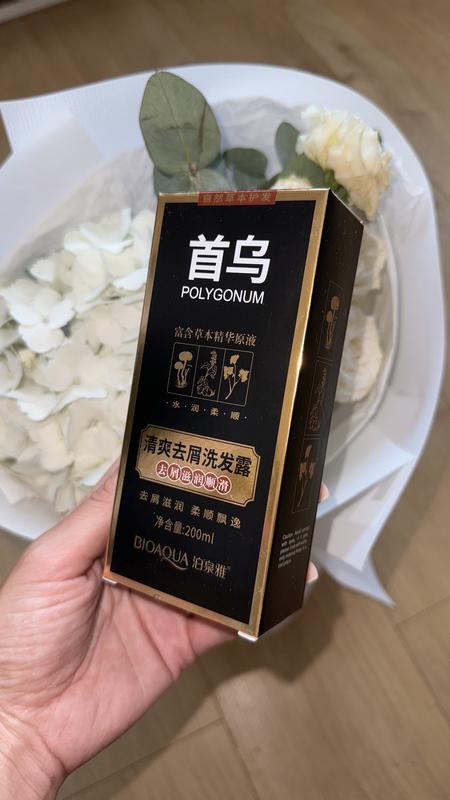 自然草本护发
首乌
POLYGONUM
富含草本精华原液
·水·润·柔·顺·
清爽去屑洗发露
去屑滋润顺滑
去屑滋润 柔顺飘逸
净含量:200ml
BIOAQUA 泊泉雅®